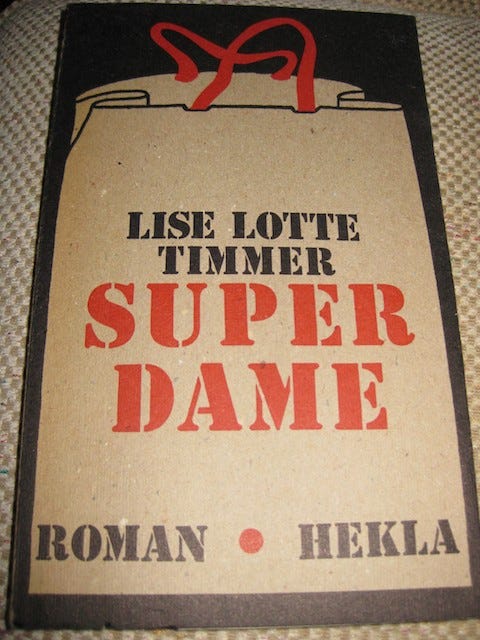 LISE LOTTE
TIMMER
SUPER
DAME
ROMAN • HEKLA